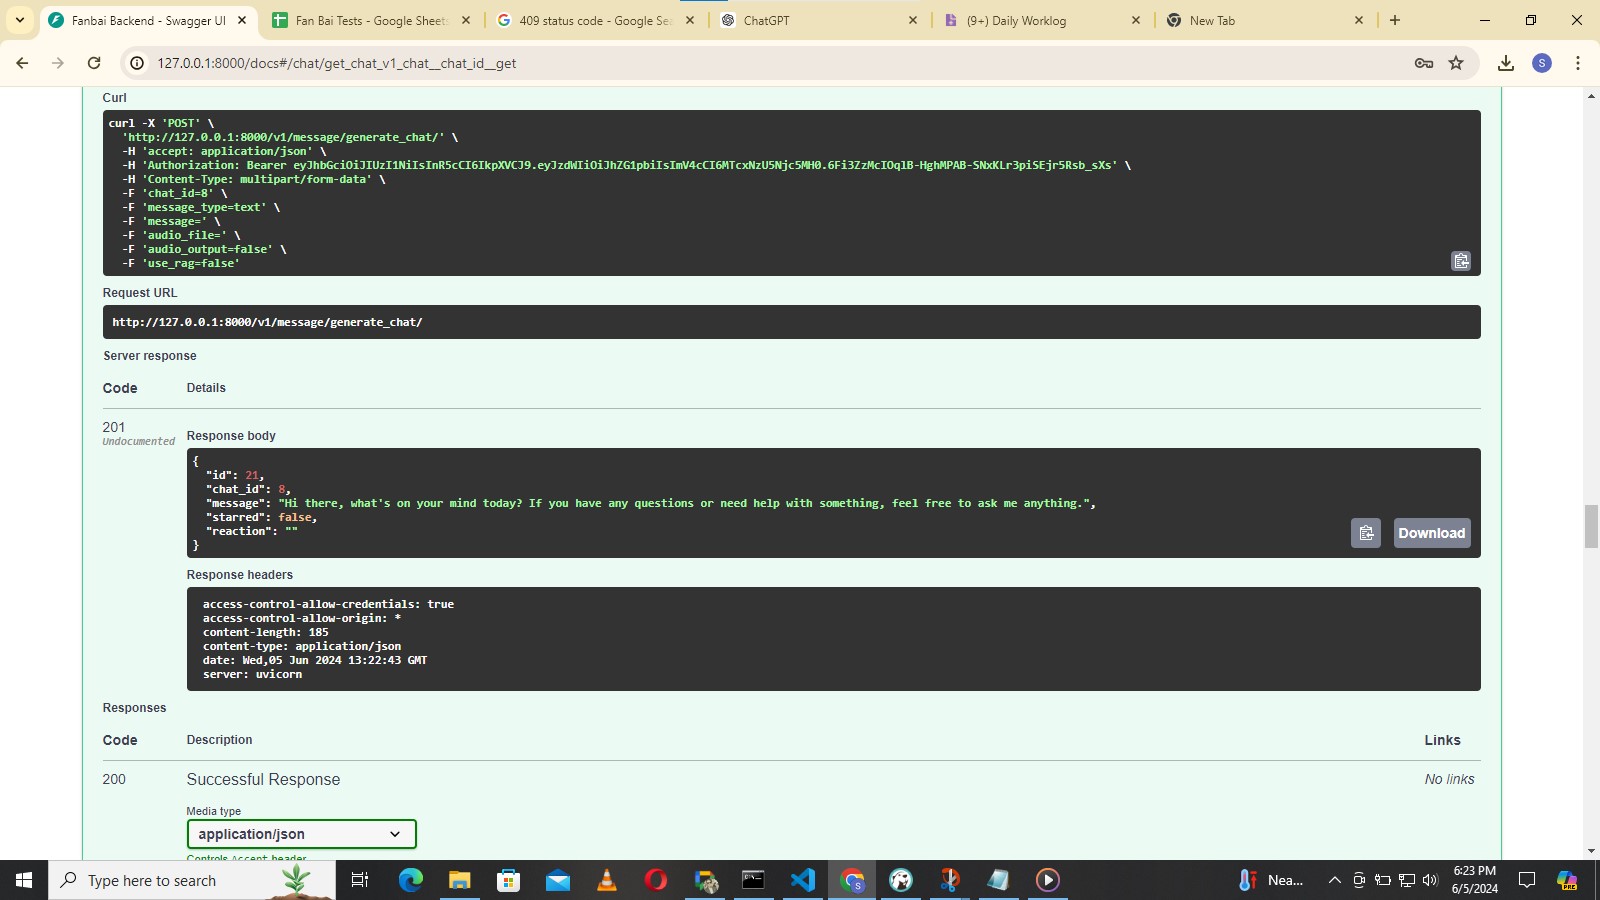 Fanbai Backend - Swagger UI
Fan Bai Tests - Google Sheets
409 status code - Google Sea
ChatGPT
(9+) Daily Worklog
New Tab
127.0.0.1:8000/docs#/chat/get_chat_v1_chat__chat_id__get
S
Curl
curl -X 'POST' \
'http://127.0.0.1:8000/v1/message/generate_chat/' \
-H 'accept: application/json' \
-H 'Authorization: Bearer eyJhbGciOiJIUzI1NiIsInR5cCI6IkpXVCJ9.eyJzdWIiOiJhZG1pbiIsImV4cCI6MTcxNzU5Njc5MH0.6Fi3ZzMcIOqlB-HghMPAB-SNxKLr3piSEjr5Rsb_sXs' \
-H 'Content-Type: multipart/form-data' \
-F 'chat_id=8' \
-F 'message_type=text' \
-F 'message=' \
-F 'audio_file=' \
-F 'audio_output=false' \
-F 'use_rag=false'
Request URL
http://127.0.0.1:8000/v1/message/generate_chat/
Server response
Code Details
201
Undocumented
Response body
{
"id": 21,
"chat_id": 8,
"message": "Hi there, what's on your mind today? If you have any questions or need help with something, feel free to ask me anything.",
"starred": false,
"reaction": ""
}
Download
Response headers
access-control-allow-credentials: true
access-control-allow-origin: *
content-length: 185
content-type: application/json
date: Wed,05 Jun 2024 13:22:43 GMT
server: uvicorn
Responses
Code Description Links
200 Successful Response No links
Media type
application/json
Controls Accept header.
Type here to search
Nea...
6:23 PM
6/5/2024